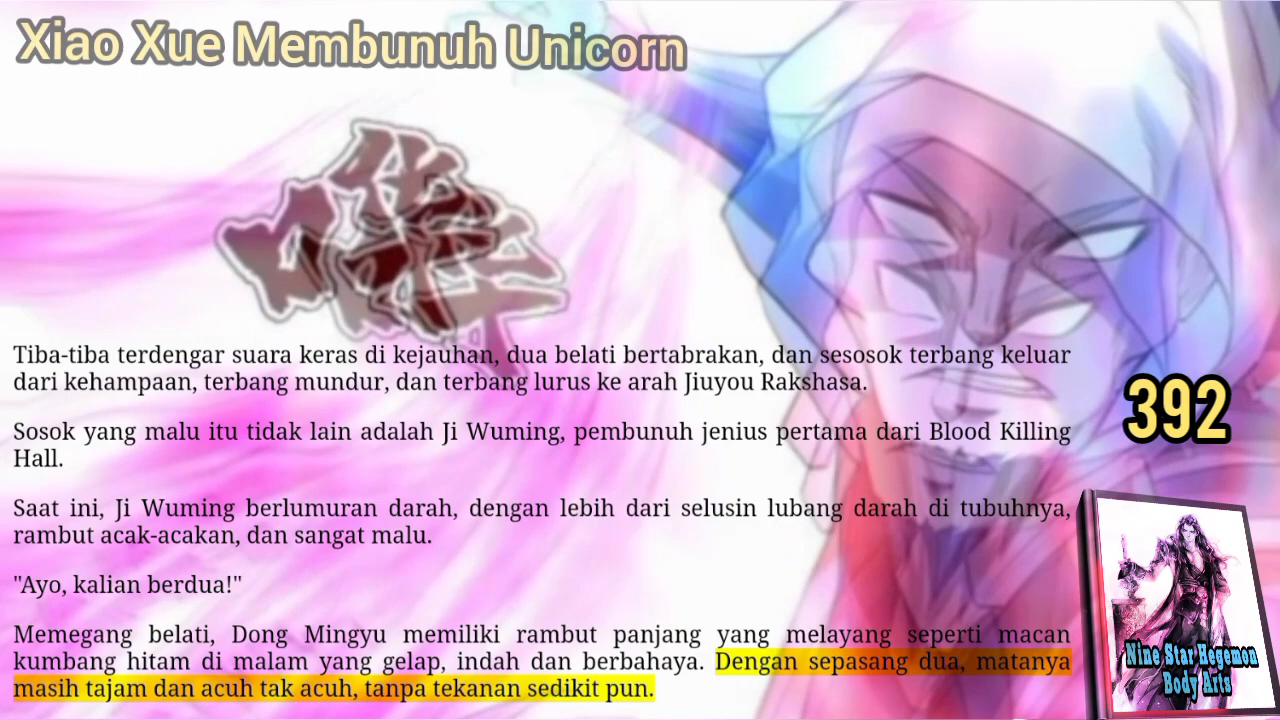 Xiao Xue Membunuh Unicorn
Tiba-tiba terdengar suara keras di kejauhan, dua belati bertabrakan, dan sesosok terbang keluar
dari kehampaan, terbang mundur, dan terbang lurus ke arah Jiuyou Rakshasa.
Sosok yang malu itu tidak lain adalah Ji Wuming, pembunuh jenius pertama dari Blood Killing
Hall.
Saat ini, Ji Wuming berlumuran darah, dengan lebih dari selusin lubang darah di tubuhnya,
rambut acak-acakan, dan sangat malu.
"Ayo, kalian berdua!"
Memegang belati, Dong Mingyu memiliki rambut panjang yang melayang seperti macan
kumbang hitam di malam yang gelap, indah dan berbahaya. Dengan sepasang dua, matanya
masih tajam dan acuh tak acuh, tanpa tekanan sedikit pun.
392
Nine Star Hegemon
Body Arts